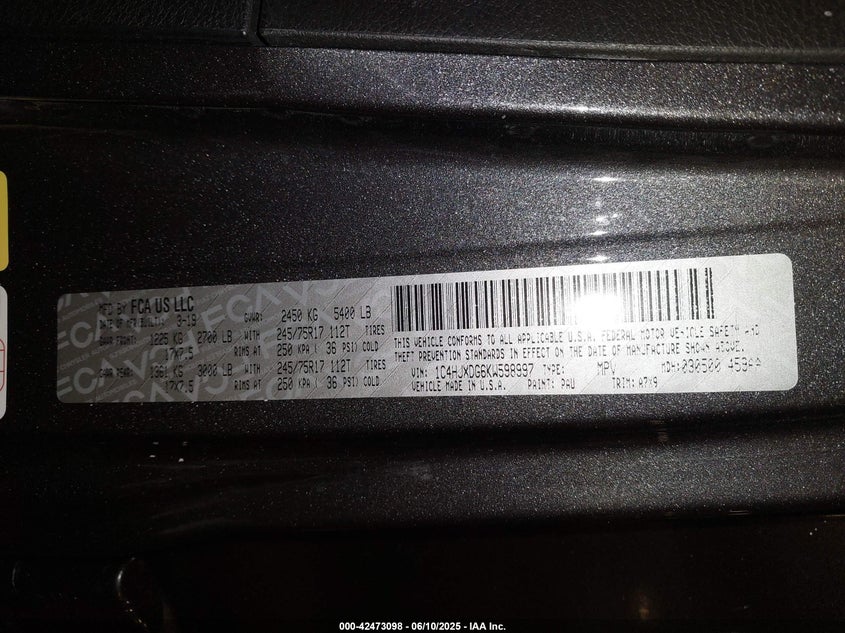 MFD BY FCA US LLC
DATE OF MFR BUILT: 3-19 GVWR: 2450 KG 5400 LB
GAWR FRONT: 1225 KG 2700 LB WITH 245/75R17 112T TIRES
17X7.5 RIMS AT 250 KPA ( 36 PSI) COLD
GAWR REAR: 1361 KG 3000 LB WITH 245/75R17 112T TIRES
17X7.5 RIMS AT 250 KPA ( 36 PSI) COLD
THIS VEHICLE CONFORMS TO ALL APPLICABLE U.S.A. FEDERAL MOTOR VEHICLE SAFETY AND
THEFT PREVENTION STANDARDS IN EFFECT ON THE DATE OF MANUFACTURE SHOWN ABOVE.
VIN: 1C4HJXDG6KW598997 TYPE: MPV MDH: 030500 453AA
VEHICLE MADE IN U.S.A. PAINT: PAU TRIM: A7X9
000-42473098 - 06/10/2025 - IAA Inc.